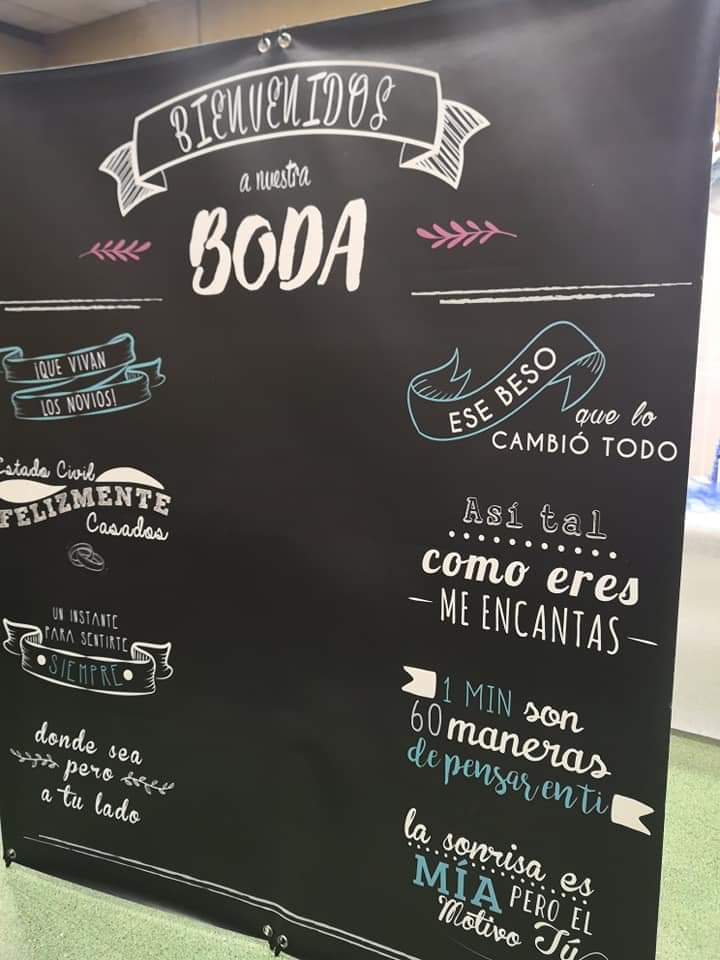 BIENVENIDOS
a nuestra
BODA
¡QUE VIVAN
LOS NOVIOS!
Estado Civil
FELIZMENTE
Casados
UN INSTANTE
PARA SENTIRTE
SIEMPRE
donde sea
pero
a tu lado
ESE BESO
que lo
CAMBIÓ TODO
Así tal
como eres
ME ENCANTAS
1 MIN son
60 maneras
de pensar en ti
la sonrisa es
MÍA PERO EL
Motivo Tú